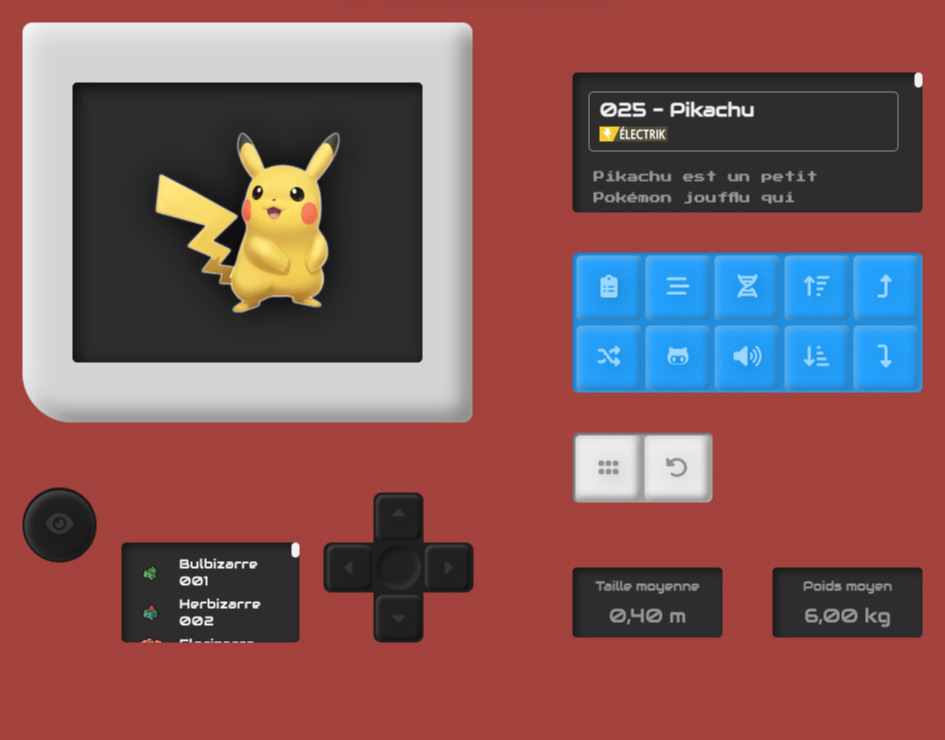 025 - Pikachu
ÉLECTRIK
Pikachu est un petit
Pokémon joufflu qui
Bulbizarre
001
Herbizarre
002
Taille moyenne
0,40 m
Poids moyen
6,00 kg